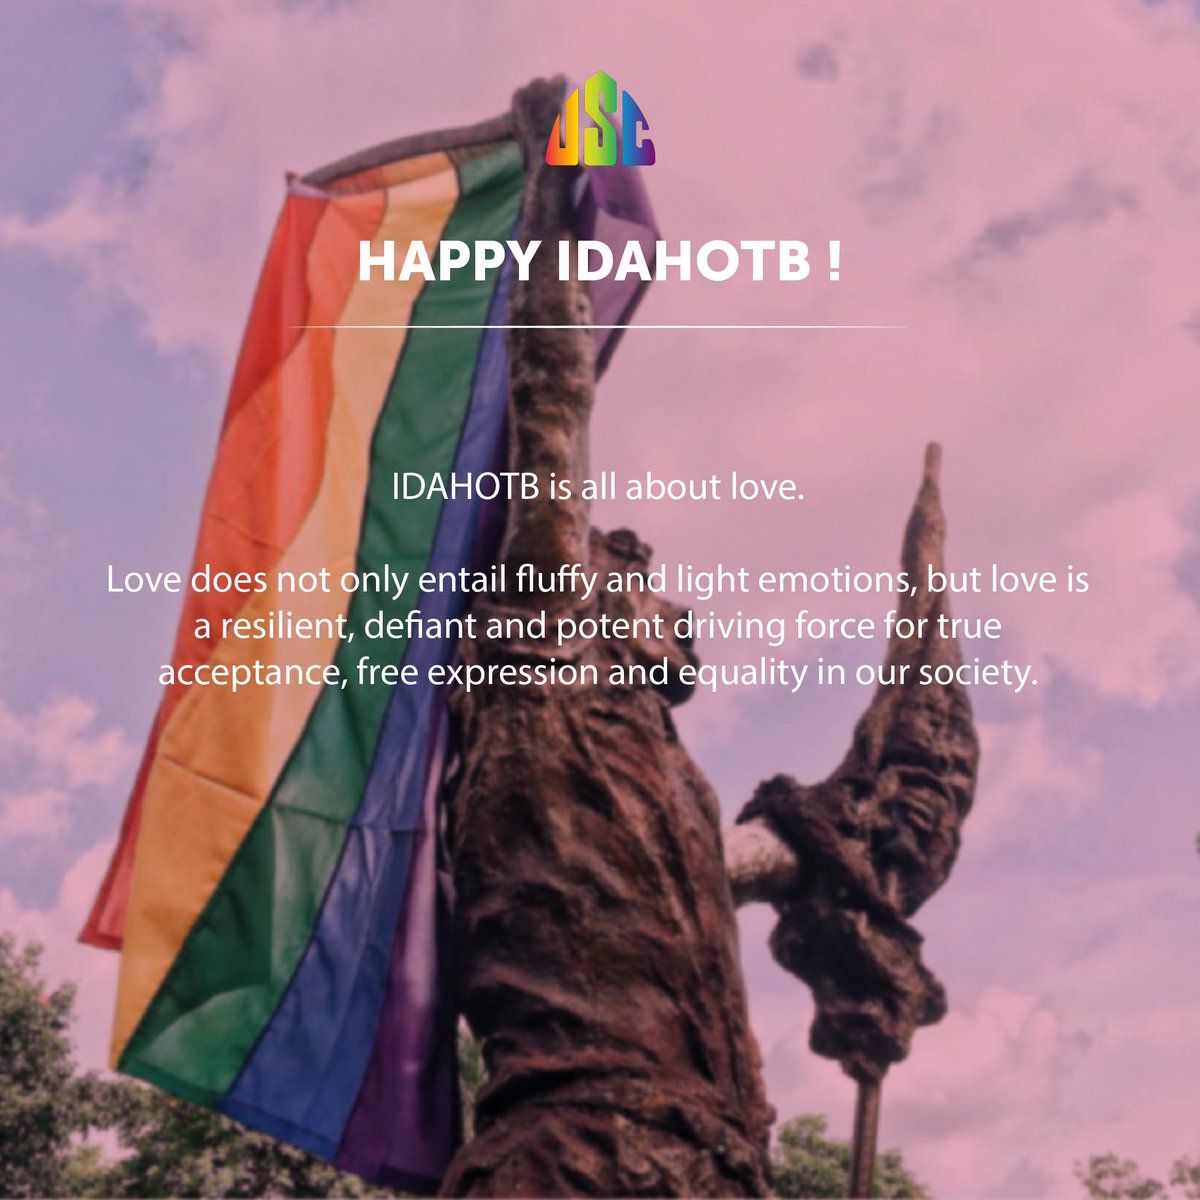 USC
HAPPY IDAHOTB !
IDAHOTB is all about love.
Love does not only entail fluffy and light emotions, but love is
a resilient, defiant and potent driving force for true
acceptance, free expression and equality in our society.